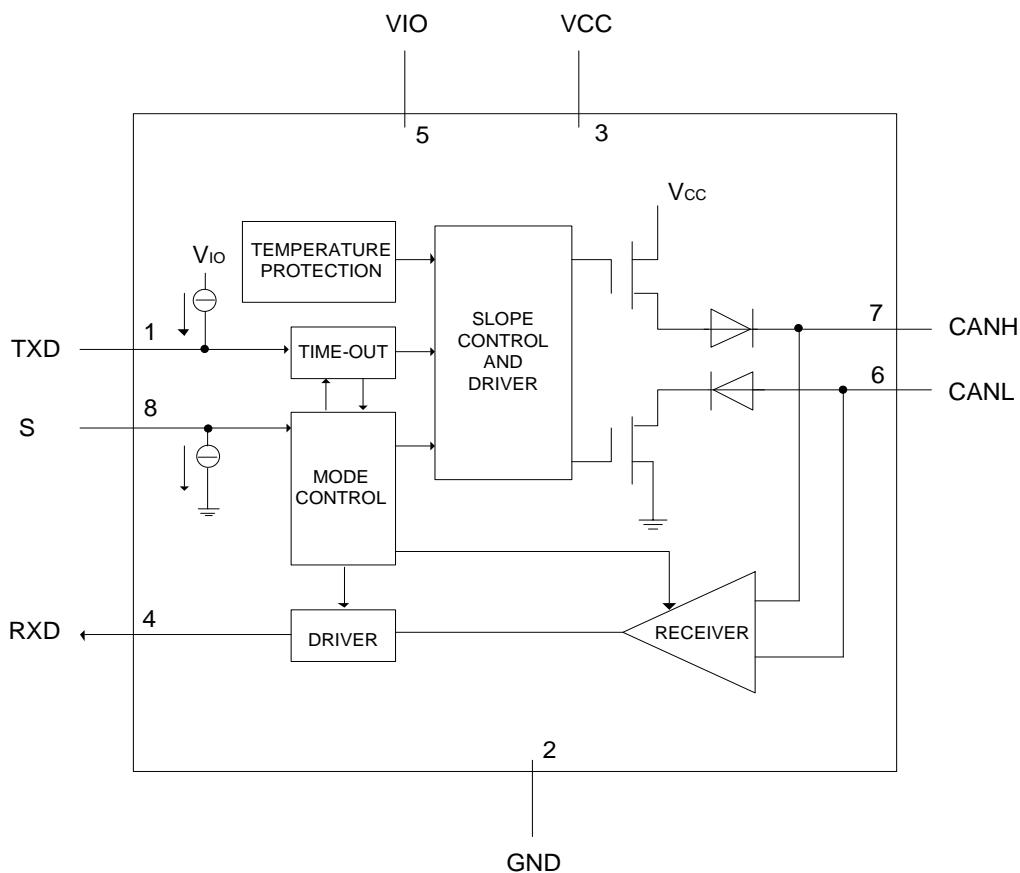 VIO
VCC
5
3
VCC
TEMPERATURE
PROTECTION
VIO
SLOPE
CONTROL
AND
DRIVER
1
7
TXD
TIME-OUT
CANH
6
CANL
8
S
MODE
CONTROL
4
RXD
DRIVER
RECEIVER
2
GND